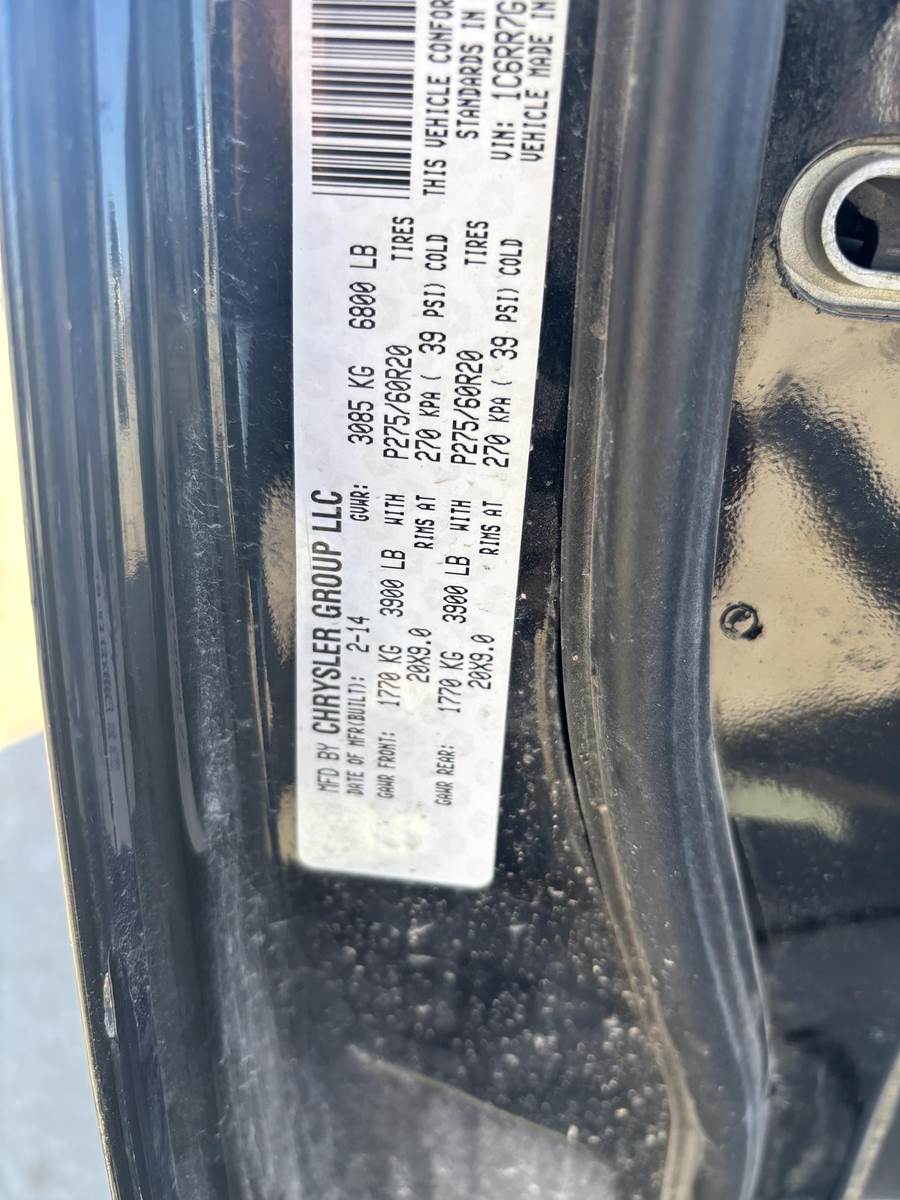 MFD BY CHRYSLER GROUP LLC
DATE OF MFR(BUILT): 2-14 GVWR: 3085 KG 6800 LB
GAWR FRONT: 1770 KG 3900 LB WITH P275/60R20 TIRES
20X9.0 RIMS AT 270 KPA ( 39 PSI) COLD
GAWR REAR: 1770 KG 3900 LB WITH P275/60R20 TIRES
20X9.0 RIMS AT 270 KPA ( 39 PSI) COLD
THIS VEHICLE CONFOR
STANDARDS IN
VIN: 1C6RR7G
VEHICLE MADE IN